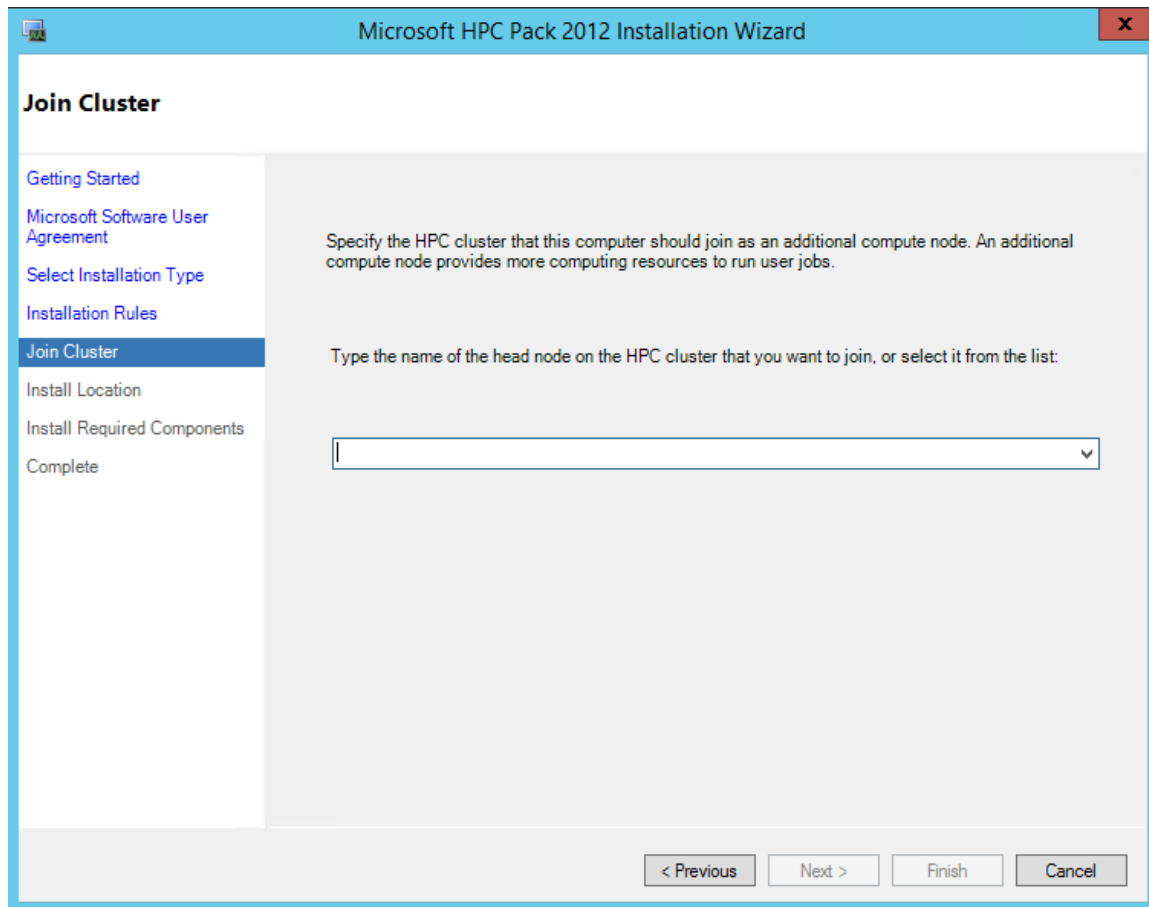 Microsoft HPC Pack 2012 Installation Wizard
x
Join Cluster
Getting Started
Microsoft Software User
Agreement
Select Installation Type
Installation Rules
Join Cluster
Install Location
Install Required Components
Complete
Specify the HPC cluster that this computer should join as an additional compute node. An additional
compute node provides more computing resources to run user jobs.
Type the name of the head node on the HPC cluster that you want to join, or select it from the list:
< Previous
Next >
Finish
Cancel